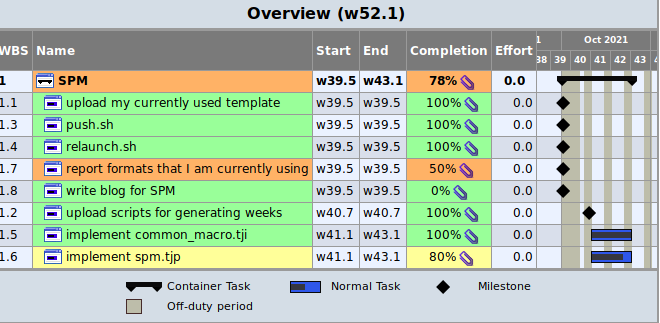 Overview (w52.1)
WBS Name Start End Completion Effort 1 Oct 2021
38 39 40 41 42 43 4
1 SPM w39.5 w43.1 78% 0.0
1.1 upload my currently used template w39.5 w39.5 100% 0.0
1.3 push.sh w39.5 w39.5 100% 0.0
1.4 relaunch.sh w39.5 w39.5 100% 0.0
1.7 report formats that I am currently using w39.5 w39.5 50% 0.0
1.8 write blog for SPM w39.5 w39.5 0% 0.0
1.2 upload scripts for generating weeks w40.7 w40.7 100% 0.0
1.5 implement common_macro.tji w41.1 w43.1 100% 0.0
1.6 implement spm.tjp w41.1 w43.1 80% 0.0
Container Task Normal Task Milestone
Off-duty period